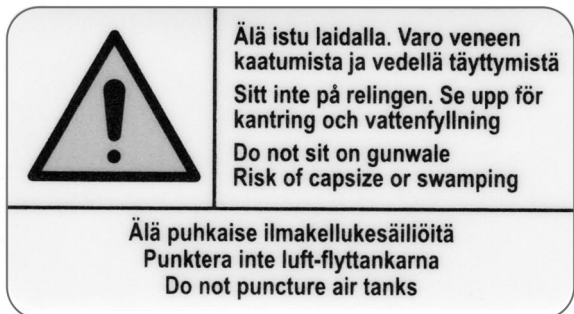 Älä istu laidalla. Varo veneen
kaatumista ja vedellä täyttymistä
Sitt inte på relingen. Se upp för
kantring och vattenfyllning
Do not sit on gunwale
Risk of capsize or swamping
Älä puhkaise ilmakellukesäiliöitä
Punktera inte luft-flyttankarna
Do not puncture air tanks